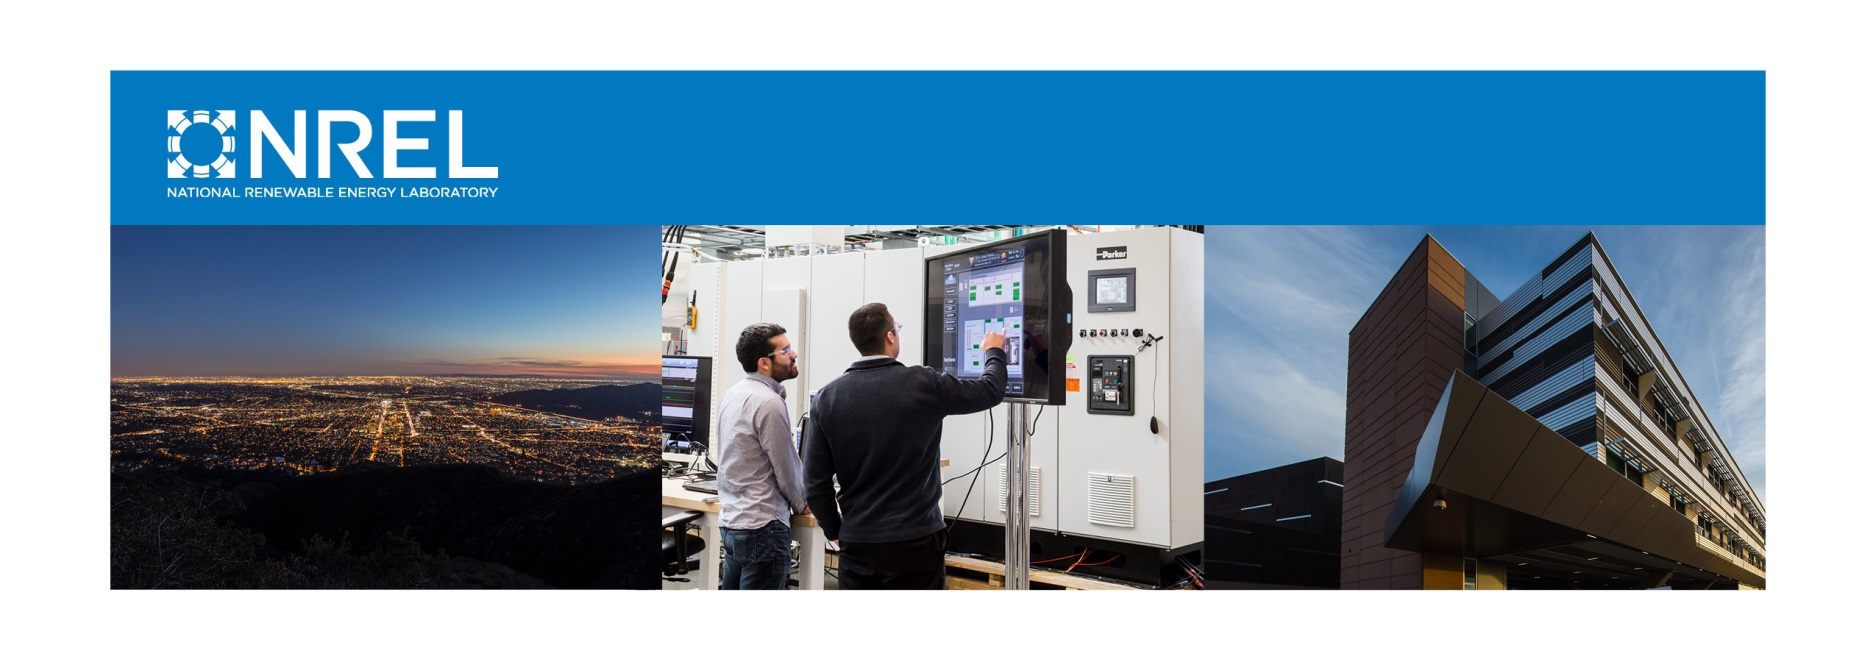 NREL
NATIONAL RENEWABLE ENERGY LABORATORY
Parker